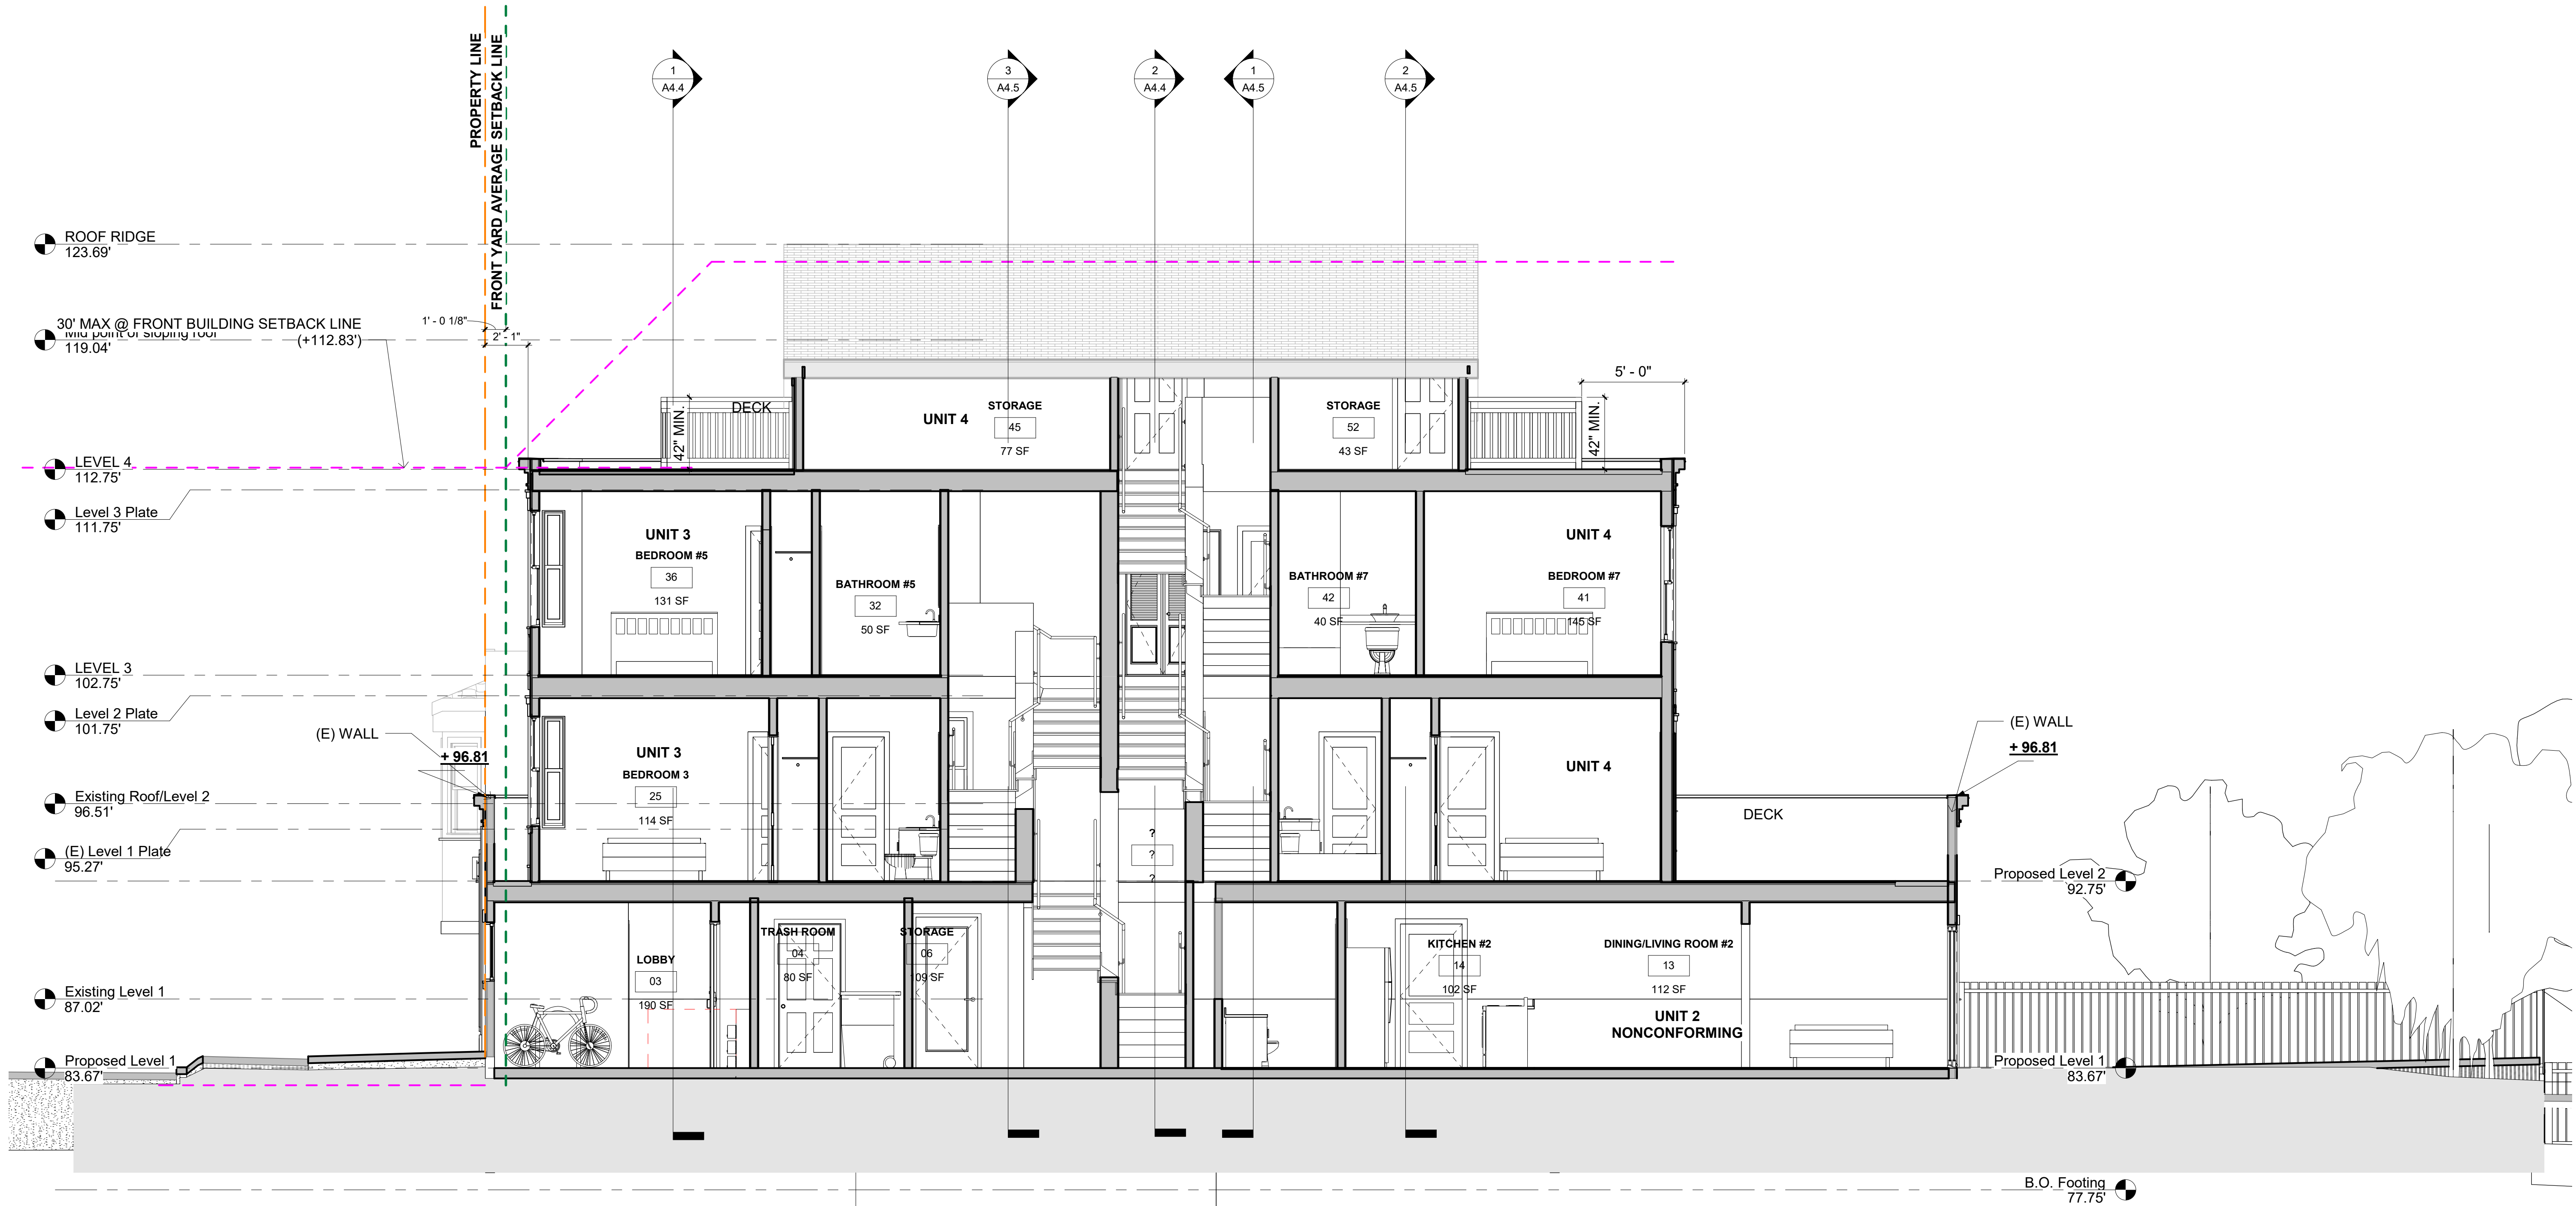 PROPERTY LINE
FRONT YARD AVERAGE SETBACK LINE
1
A4.4
3
A4.5
2
A4.4
1
A4.5
2
A4.5
ROOF RIDGE
123.69'
30' MAX @ FRONT BUILDING SETBACK LINE
(+112.83')
Mid point of sloping roof
119.04'
1' - 0 1/8"
2' - 1"
5' - 0"
DECK
42" MIN.
UNIT 4
STORAGE
45
77 SF
STORAGE
52
43 SF
42" MIN.
LEVEL 4
112.75'
Level 3 Plate
111.75'
UNIT 3
BEDROOM #5
36
131 SF
BATHROOM #5
32
50 SF
BATHROOM #7
42
40 SF
UNIT 4
BEDROOM #7
41
145 SF
LEVEL 3
102.75'
Level 2 Plate
101.75'
(E) WALL
+ 96.81
UNIT 3
BEDROOM 3
25
114 SF
UNIT 4
(E) WALL
+ 96.81
DECK
Existing Roof/Level 2
96.51'
(E) Level 1 Plate
95.27'
?
?
?
Proposed Level 2
92.75'
LOBBY
03
190 SF
TRASH ROOM
04
80 SF
STORAGE
06
109 SF
KITCHEN #2
14
102 SF
DINING/LIVING ROOM #2
13
112 SF
UNIT 2
NONCONFORMING
Existing Level 1
87.02'
Proposed Level 1
83.67'
Proposed Level 1
83.67'
B.O. Footing
77.75'